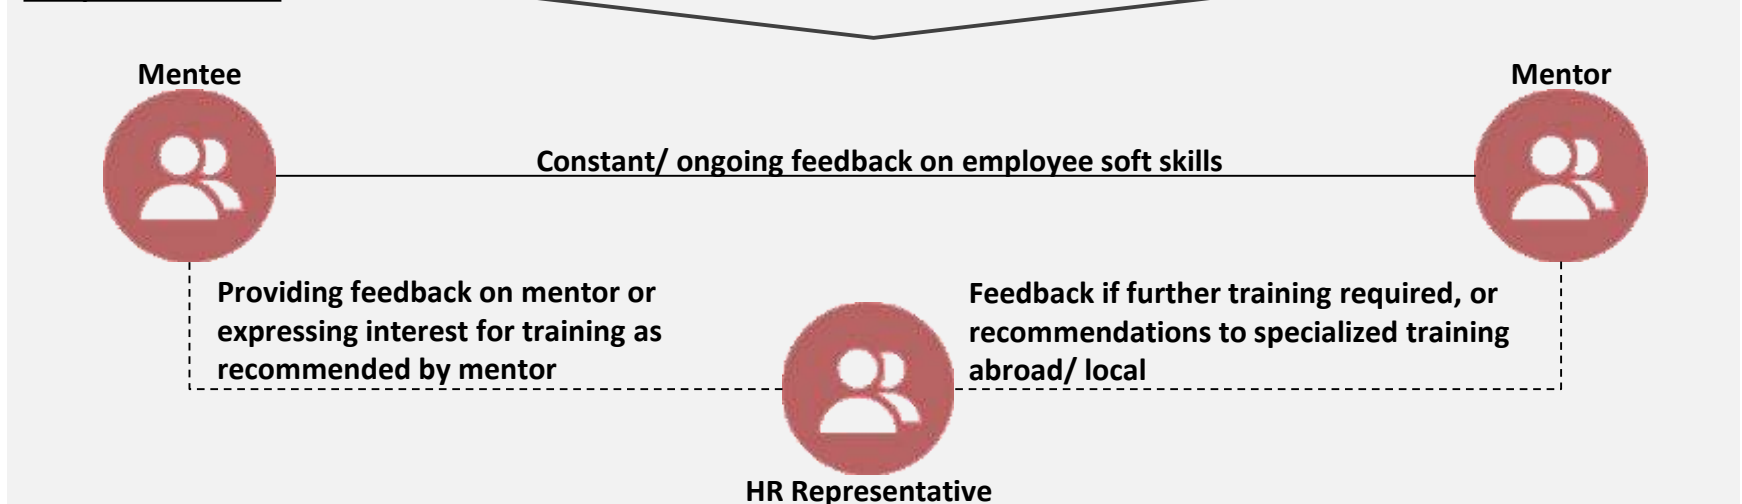 Mentee
Mentor
Constant/ ongoing feedback on employee soft skills
Providing feedback on mentor or
expressing interest for training as
recommended by mentor
Feedback if further training required, or
recommendations to specialized training
abroad/ local
HR Representative